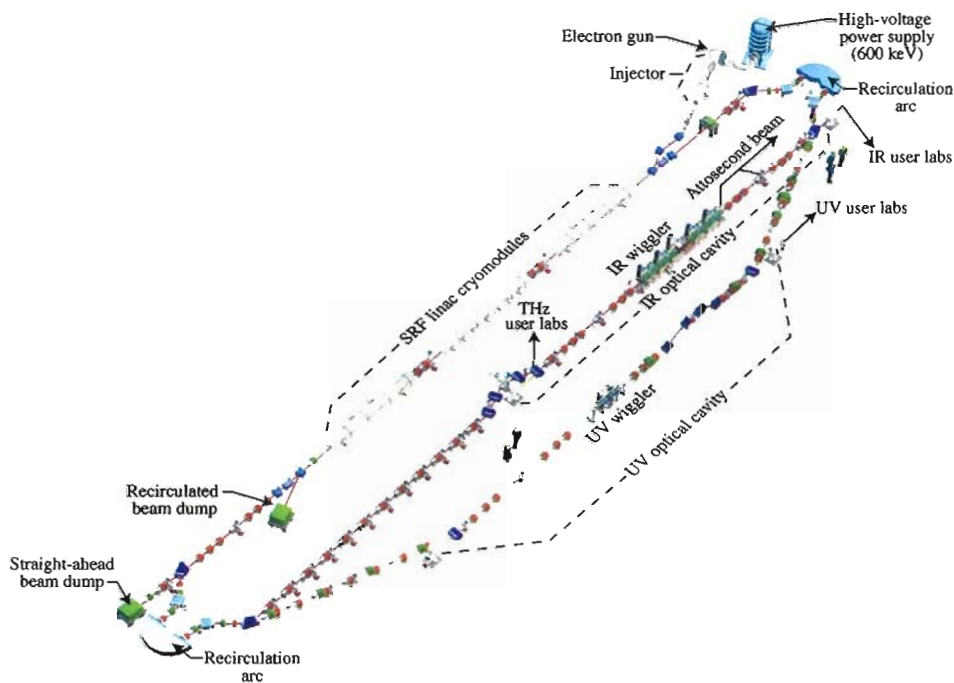 High-voltage
power supply
(600 keV)
Electron gun
Injector
Recirculation
arc
IR user labs
Attosecond beam
UV user labs
IR wiggler
IR optical cavity
SRF linac cryomodules
THz
user labs
UV wiggler
UV optical cavity
Recirculated
beam dump
Straight-ahead
beam dump
Recirculation
arc